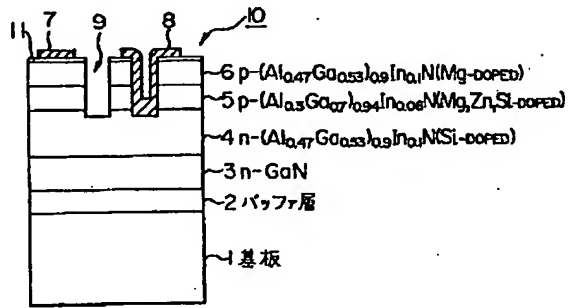 11 7 9 8 10
6 p-(Al0.47Ga0.53)0.9In0.1N(Mg-DOPED)
5 p-(Al0.3Ga0.7)0.94In0.06N(Mg,Zn,Si-DOPED)
4 n-(Al0.47Ga0.53)0.9In0.1N(Si-DOPED)
3 n-GaN
2 バッファ層
1 基板